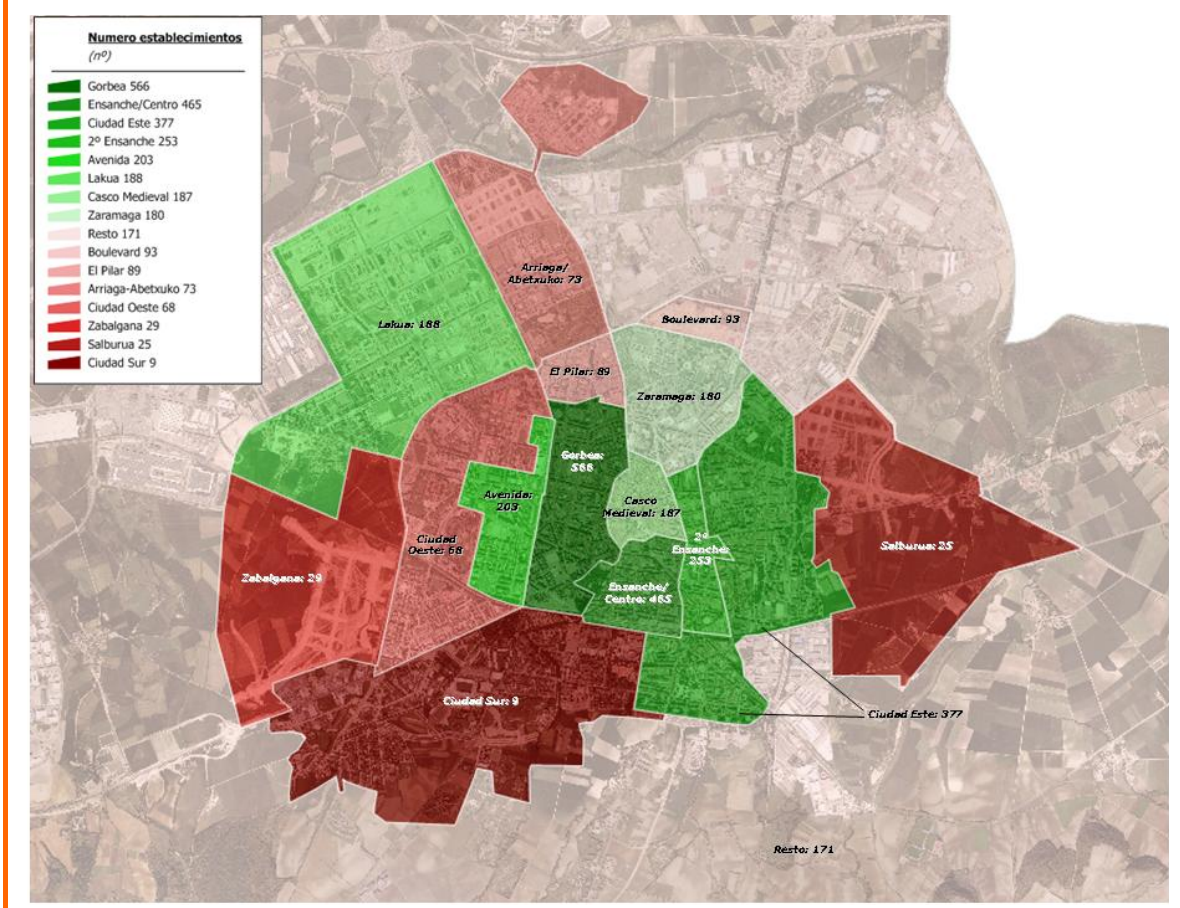 Numero establecimientos
(nº)
Gorbea 566
Ensanche/Centro 465
Ciudad Este 377
2º Ensanche 253
Avenida 203
Lakua 188
Casco Medieval 187
Zaramaga 180
Resto 171
Boulevard 93
El Pilar 89
Arriaga-Abetxuko 73
Ciudad Oeste 68
Zabalgana 29
Salburua 25
Ciudad Sur 9
Arriaga/
Abetxuko: 73
Lakua: 188
Boulevard: 93
El Pilar: 89
Zaramaga: 180
Gorbea:
566
Avenida:
203
Casco
Medieval: 187
Ciudad
Oeste: 68
2º
Ensanche:
253
Salburua: 25
Zabalgana: 29
Ensanche/
Centro: 465
Ciudad Sur: 9
Ciudad Este: 377
Resto: 171